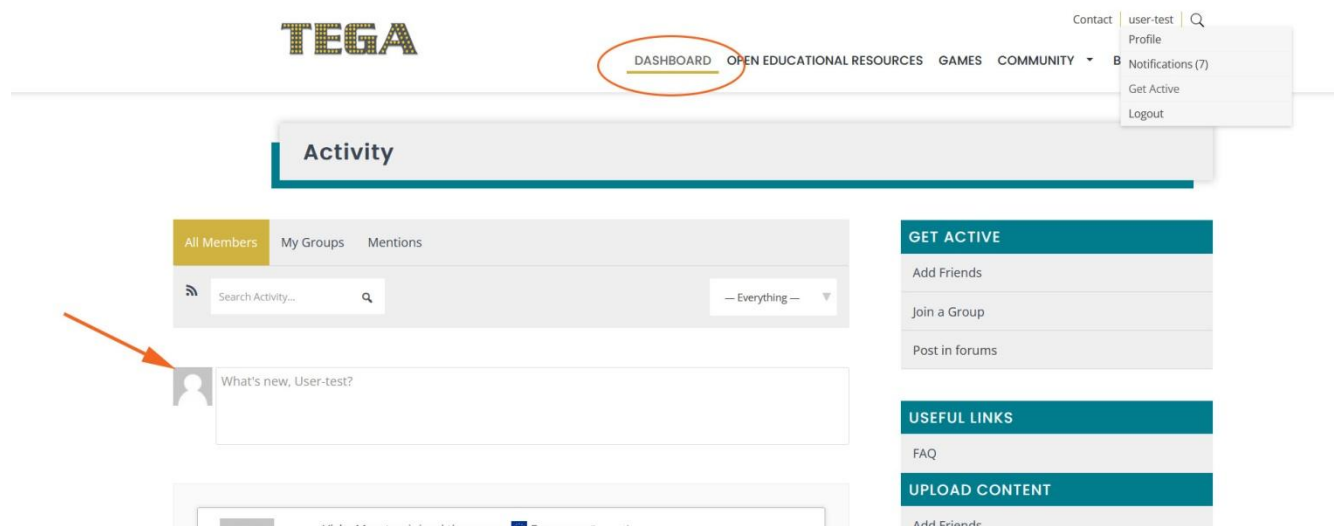 TEGA
Contact user-test
Profile
Notifications (7)
Get Active
Logout
DASHBOARD OPEN EDUCATIONAL RESOURCES GAMES COMMUNITY
Activity
All Members My Groups Mentions
Search Activity...
— Everything —
What's new, User-test?
GET ACTIVE
Add Friends
Join a Group
Post in forums
USEFUL LINKS
FAQ
UPLOAD CONTENT
Add Friends